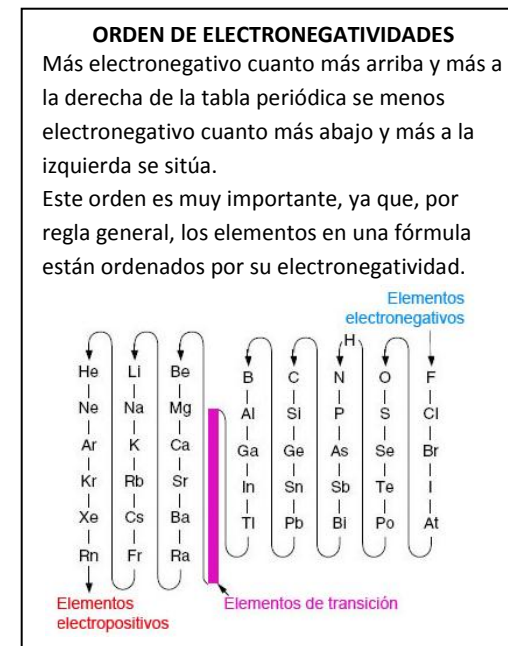 ORDEN DE ELECTRONEGATIVIDADES
Más electronegativo cuanto más arriba y más a
la derecha de la tabla periódica se menos
electronegativo cuanto más abajo y más a la
izquierda se sitúa.
Este orden es muy importante, ya que, por
regla general, los elementos en una fórmula
están ordenados por su electronegatividad.
Elementos
electronegativos
H
He Li Be B C N O F
Ne Na Mg Al Si P S Cl
Ar K Ca Ga Ge As Se Br
Kr Rb Sr In Sn Sb Te I
Xe Cs Ba Tl Pb Bi Po At
Rn Fr Ra
Elementos
electropositivos
Elementos de transición